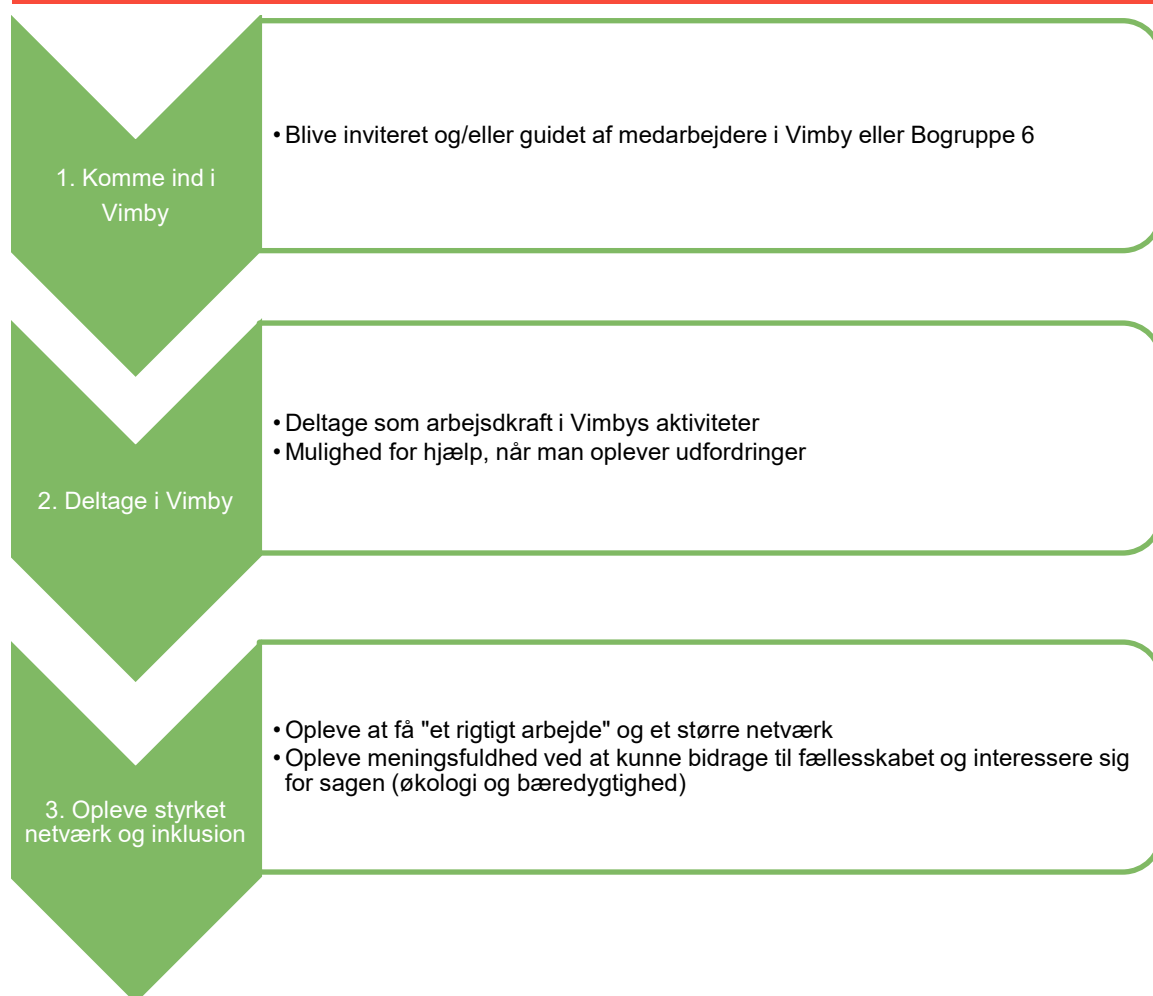 1. Komme ind i
Vimby
• Blive inviteret og/eller guidet af medarbejdere i Vimby eller Bogruppe 6
2. Deltage i Vimby
• Deltage som arbejsdkraft i Vimbys aktiviteter
• Mulighed for hjælp, når man oplever udfordringer
3. Opleve styrket
netværk og inklusion
• Opleve at få "et rigtigt arbejde" og et større netværk
• Opleve meningsfuldhed ved at kunne bidrage til fællesskabet og interessere sig
for sagen (økologi og bæredygtighed)